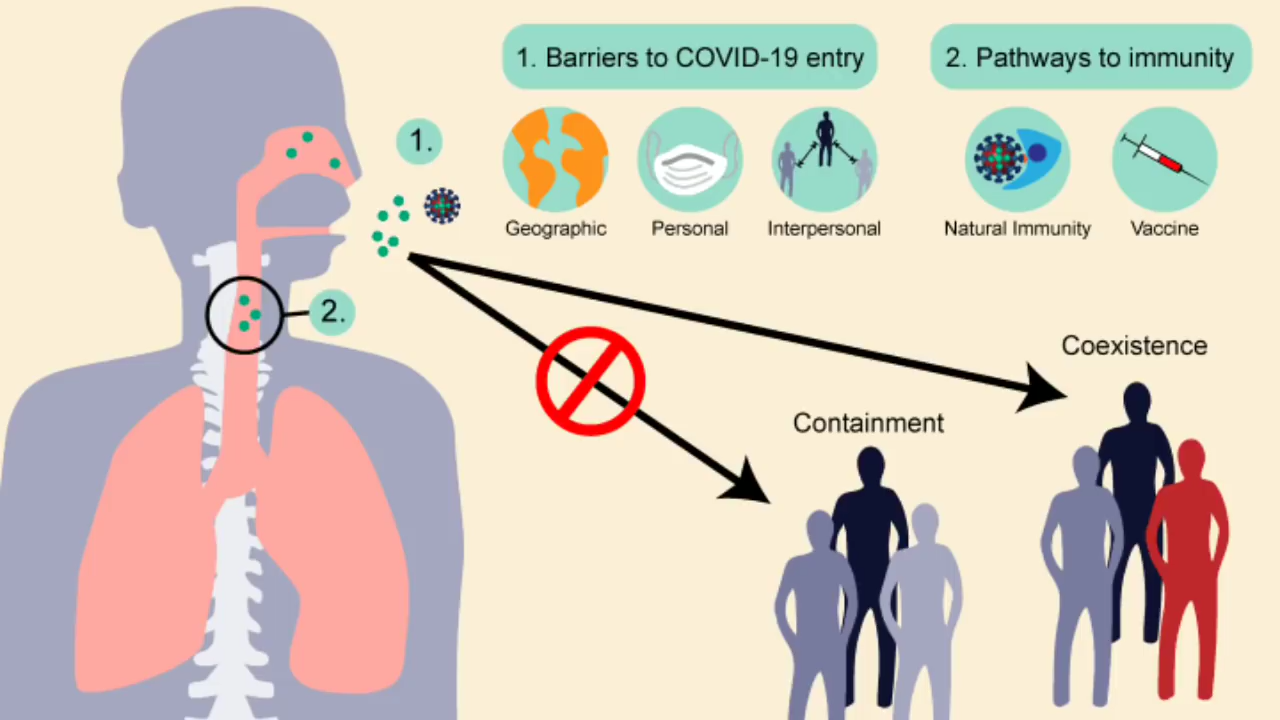 1. Barriers to COVID-19 entry
2. Pathways to immunity
1.
Geographic
Personal
Interpersonal
Natural Immunity
Vaccine
2.
Coexistence
Containment